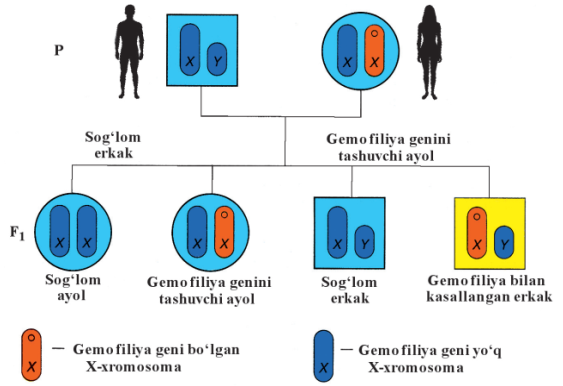 P
X Y
X X
Sog‘lom
erkak
Gemofiliya genini
tashuvchi ayol
F1
X X
X X
X Y
X Y
Sog‘lom
ayol
Gemofiliya genini
tashuvchi ayol
Sog‘lom
erkak
Gemofiliya bilan
kasallangan erkak
X
— Gemofiliya geni bo‘lgan
X-xromosoma
X
— Gemofiliya geni yo‘q
X-xromosoma